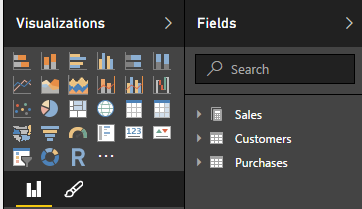 Visualizations
Fields
Search
Sales
Customers
Purchases
123
R